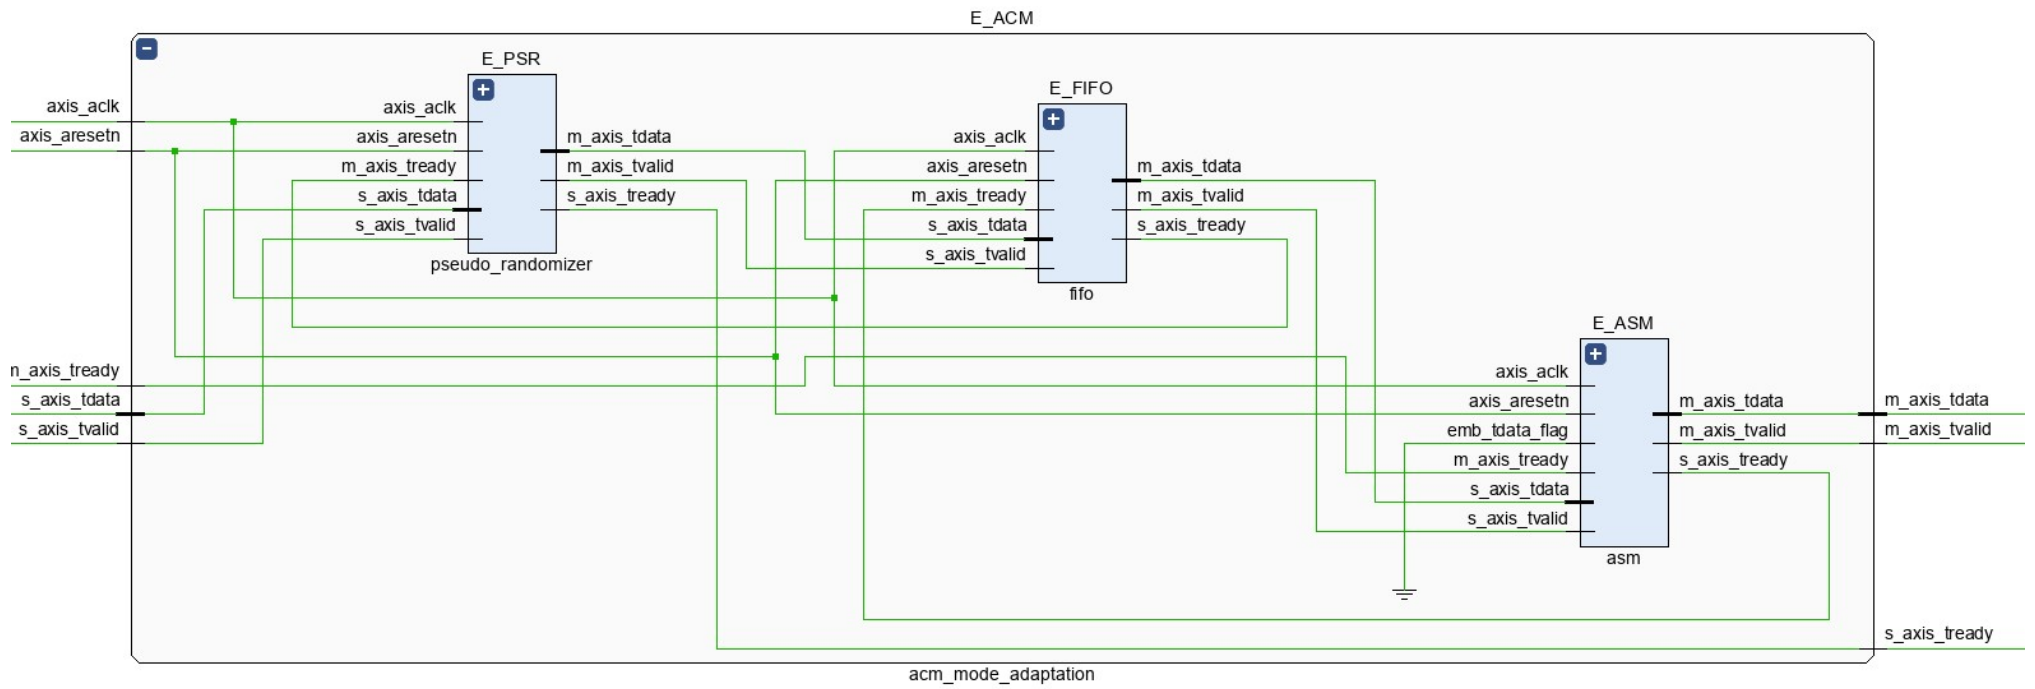 E_ACM
E_PSR
axis_aclk
axis_aresetn
m_axis_tready
s_axis_tdata
s_axis_tvalid
m_axis_tdata
m_axis_tvalid
s_axis_tready
pseudo_randomizer
E_FIFO
axis_aclk
axis_aresetn
m_axis_tready
s_axis_tdata
s_axis_tvalid
m_axis_tdata
m_axis_tvalid
s_axis_tready
fifo
axis_aclk
axis_aresetn
m_axis_tready
s_axis_tdata
s_axis_tvalid
E_ASM
axis_aclk
axis_aresetn
emb_tdata_flag
m_axis_tready
s_axis_tdata
s_axis_tvalid
m_axis_tdata
m_axis_tvalid
s_axis_tready
asm
m_axis_tdata
m_axis_tvalid
s_axis_tready
acm_mode_adaptation